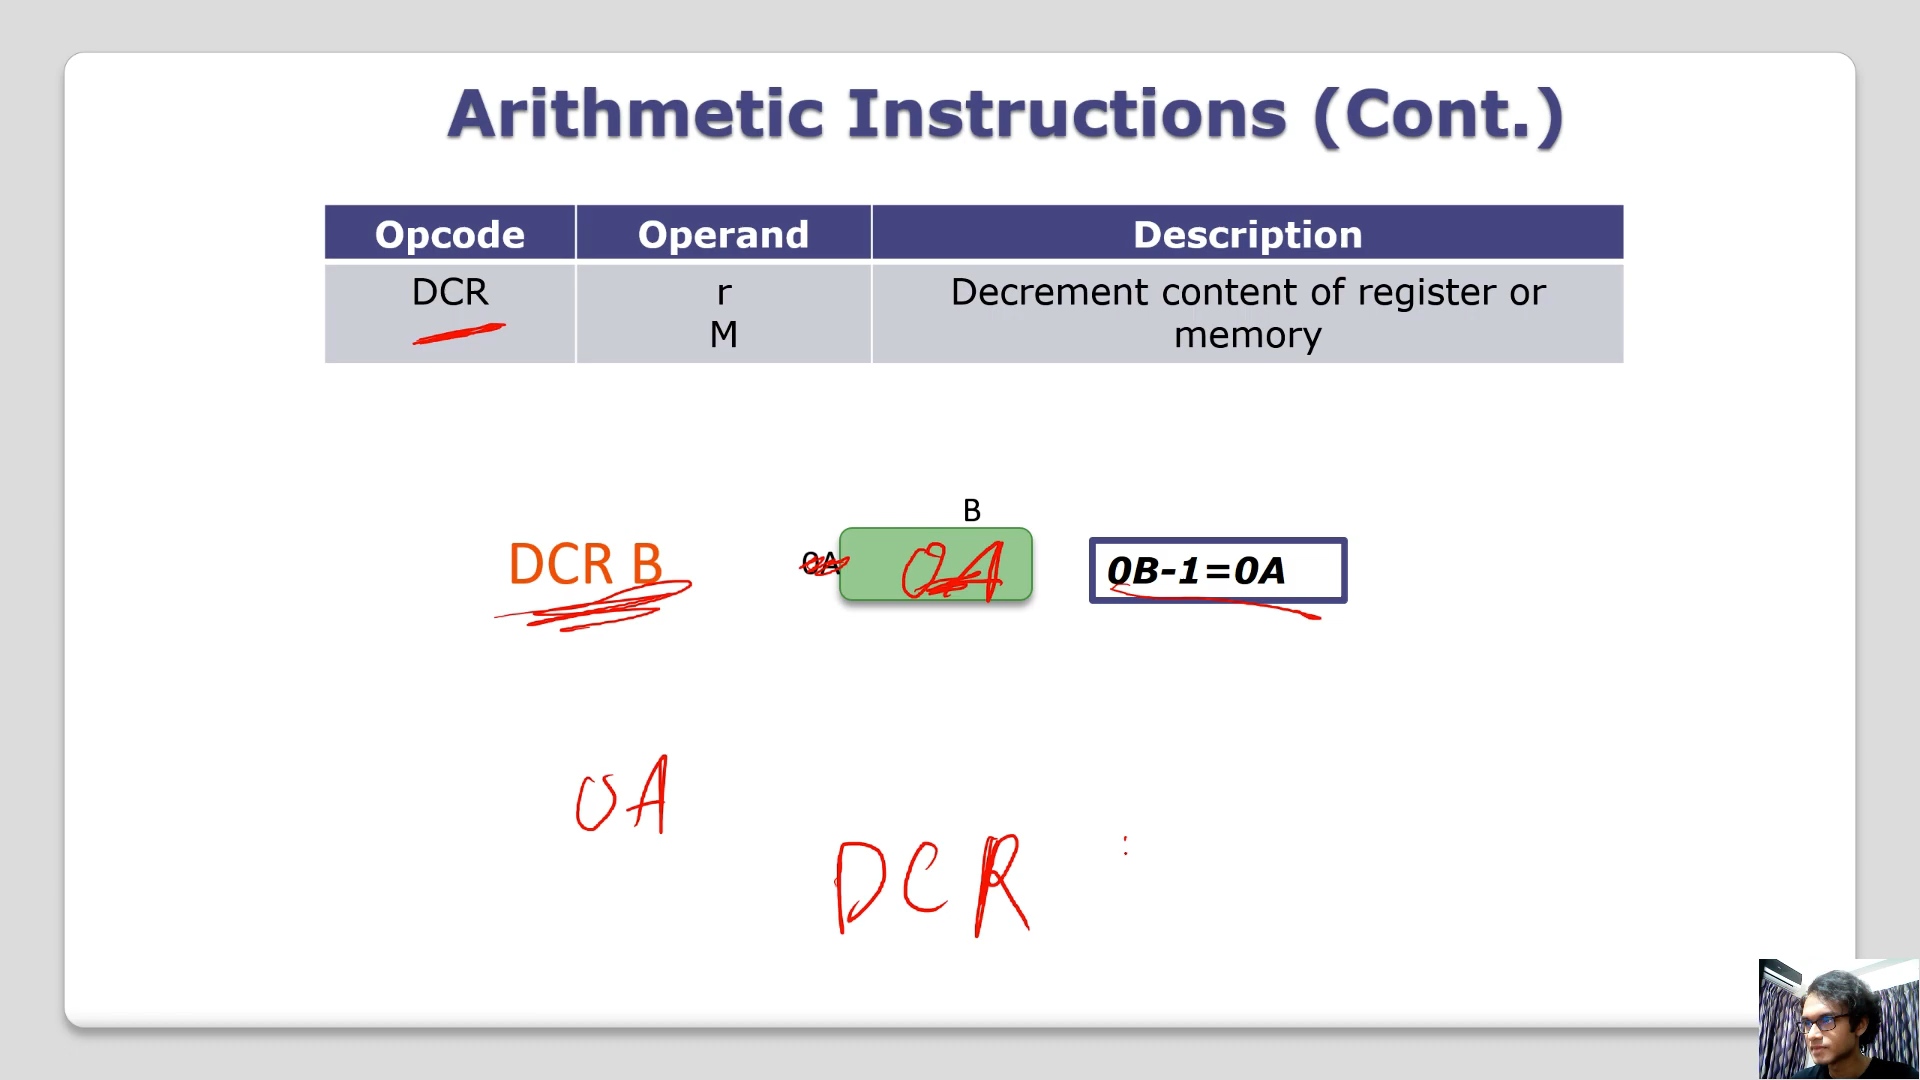 Arithmetic Instructions (Cont.)
Opcode Operand Description
DCR r Decrement content of register or
M memory
B
DCR B 0A 0A 0B-1=0A
0A
DCR